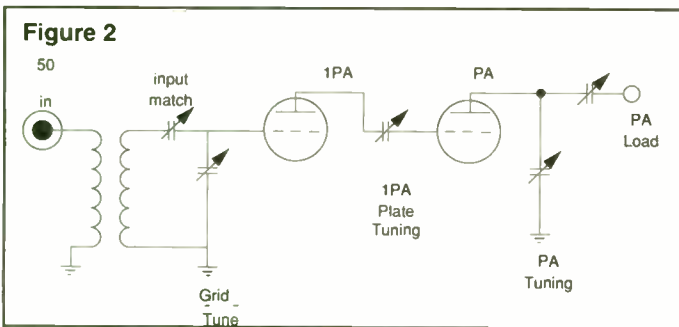 Figure 2
50
in
input
match
1PA
PA
PA
Load
1PA
Plate
Tuning
PA
Tuning
Grid
Tune